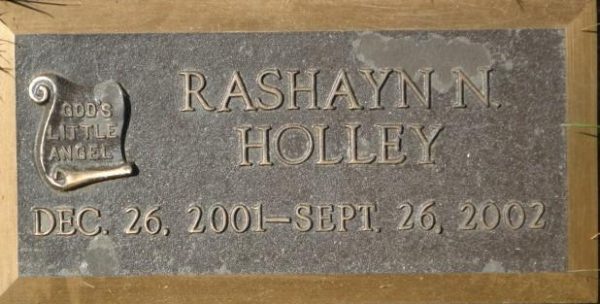 GOD'S
LITTLE
ANGEL
RASHAYN N.
HOLLEY
DEC. 26, 2001–SEPT. 26, 2002